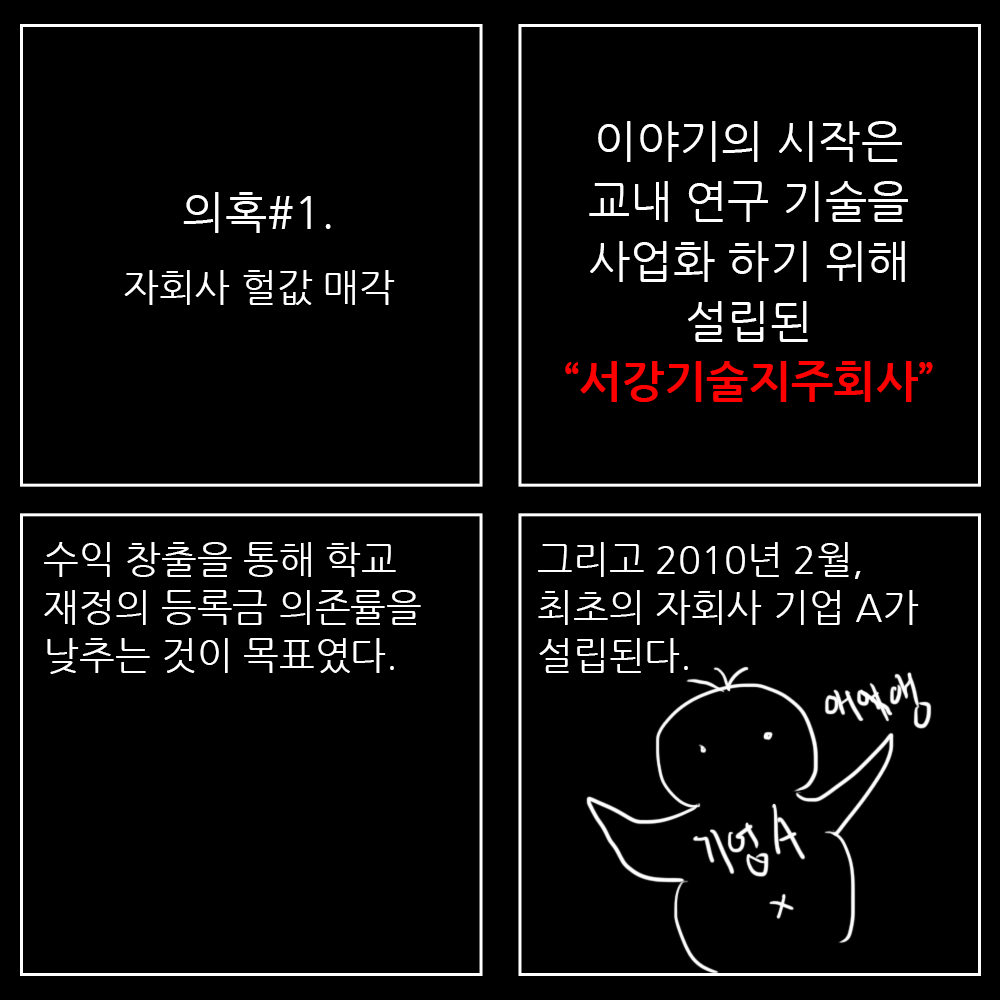 의혹#1.
자회사 헐값 매각
이야기의 시작은
교내 연구 기술을
사업화 하기 위해
설립된
“서강기술지주회사”
수익 창출을 통해 학교
재정의 등록금 의존률을
낮추는 것이 목표였다.
그리고 2010년 2월,
최초의 자회사 기업 A가
설립된다.
기업 A